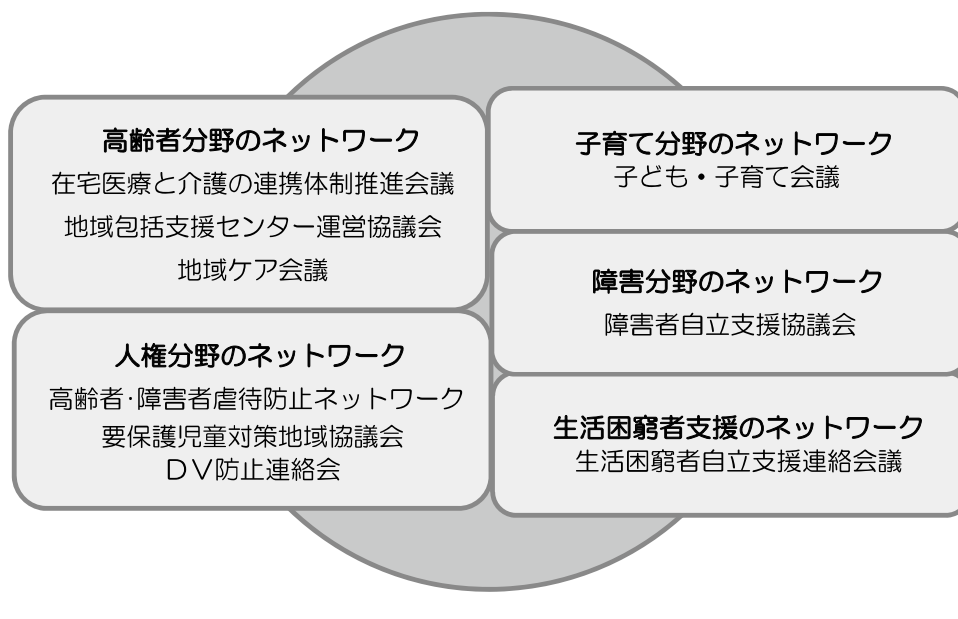 高齢者分野のネットワーク
在宅医療と介護の連携体制推進会議
地域包括支援センター運営協議会
地域ケア会議
人権分野のネットワーク
高齢者･障害者虐待防止ネットワーク
要保護児童対策地域協議会
ＤＶ防止連絡会
子育て分野のネットワーク
子ども・子育て会議
障害分野のネットワーク
障害者自立支援協議会
生活困窮者支援のネットワーク
生活困窮者自立支援連絡会議